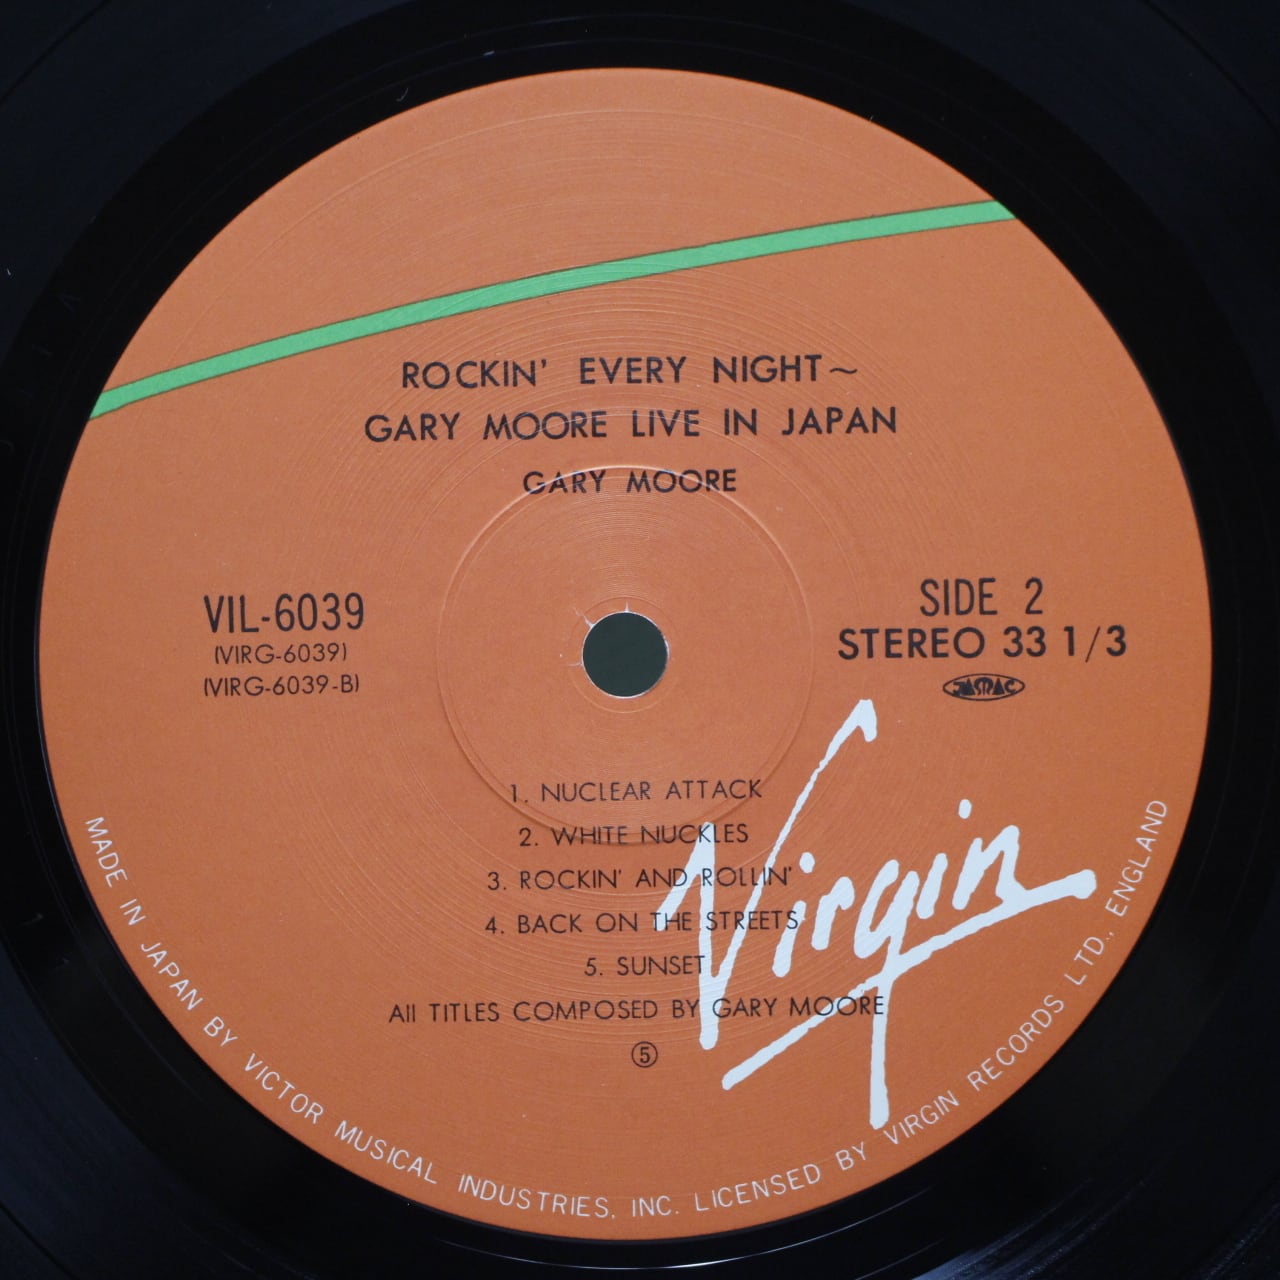 ROCKIN' EVERY NIGHT~
GARY MOORE LIVE IN JAPAN
GARY MOORE
VIL-6039
(VIRG-6039)
(VIRG-6039-B)
SIDE 2
STEREO 33 1/3
JASRAC
1. NUCLEAR ATTACK
2. WHITE NUCKLES
3. ROCKIN' AND ROLLIN'
4. BACK ON THE STREETS
5. SUNSET
All TITLES COMPOSED BY GARY MOORE
⑤
Virgin
MADE IN JAPAN BY VICTOR MUSICAL INDUSTRIES, INC. LICENSED BY VIRGIN RECORDS LTD., ENGLAND